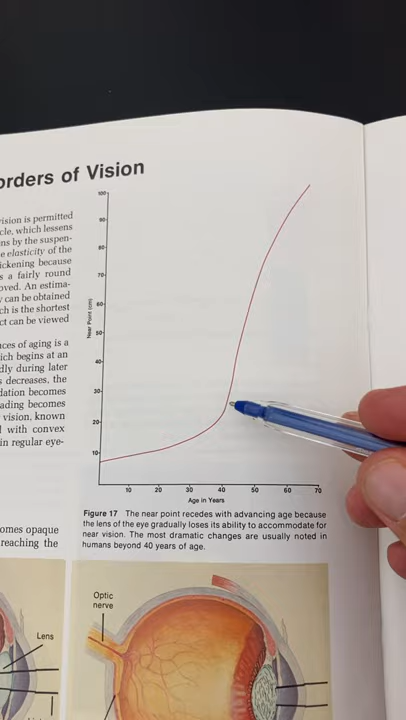 orders of Vision
ision is permitted
cle, which lessens
ns by the suspen-
e elasticity of the
ickening because
s a fairly round
oved. An estima-
y can be obtained
ch is the shortest
ct can be viewed
nces of aging is a
ich begins at an
dly during later
s decreases, the
dation becomes
ading becomes
vision, known
d with convex
in regular eye-
omes opaque
reaching the
100
90
80
70
60
50
40
30
20
10
Near Point (cm)
10 20 30 40 50 60 70
Age in Years
Figure 17 The near point recedes with advancing age because
the lens of the eye gradually loses its ability to accommodate for
near vision. The most dramatic changes are usually noted in
humans beyond 40 years of age.
Lens
Optic
nerve